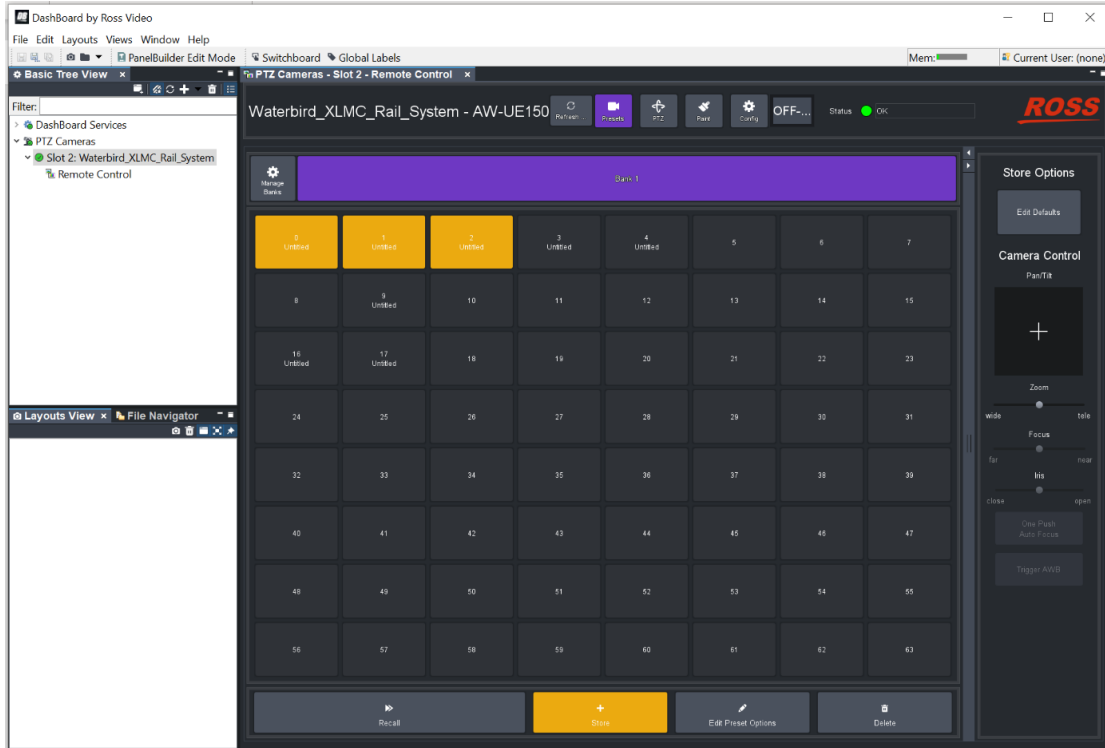 DashBoard by Ross Video
File Edit Layouts Views Window Help
PanelBuilder Edit Mode Switchboard Global Labels Mem: Current User: (none)
Basic Tree View
PTZ Cameras - Slot 2 - Remote Control
Filter:
DashBoard Services
PTZ Cameras
Slot 2: Waterbird_XLMC_Rail_System
Remote Control
Layouts View File Navigator
Waterbird_XLMC_Rail_System - AW-UE150
Refresh ..
Presets
PTZ
Paint
Config
OFF-...
Status OK
ROSS
Manage
Banks
Bank 1
0
Untitled
1
Untitled
2
Untitled
3
Untitled
4
Untitled
5
6
7
8
9
Untitled
10
11
12
13
14
15
16
Untitled
17
Untitled
18
19
20
21
22
23
24
25
26
27
28
29
30
31
32
33
34
35
36
37
38
39
40
41
42
43
44
45
46
47
48
49
50
51
52
53
54
55
56
57
58
59
60
61
62
63
Recall
Store
Edit Preset Options
Delete
Store Options
Edit Defaults
Camera Control
Pan/Tilt
Zoom
wide tele
Focus
far near
Iris
close open
One Push
Auto Focus
Trigger AWB